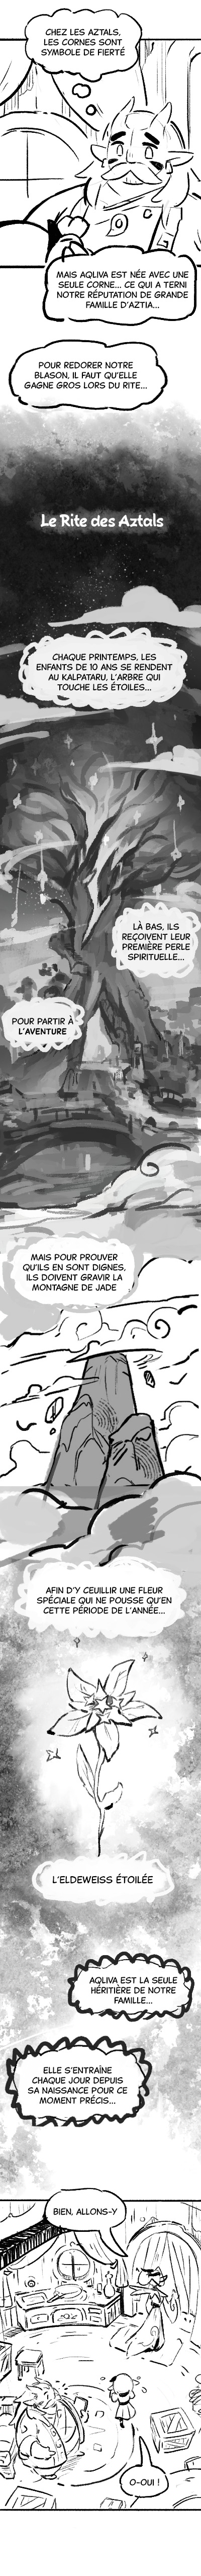 CHEZ LES AZTALS,
LES CORNES SONT
SYMBOLE DE FIERTÉ
MAIS AQLIVA EST NÉE AVEC UNE
SEULE CORNE... CE QUI A TERNI
NOTRE RÉPUTATION DE GRANDE
FAMILLE D'AZTIA...
POUR REDORER NOTRE
BLASON, IL FAUT QU'ELLE
GAGNE GROS LORS DU RITE...
Le Rite des Aztals
CHAQUE PRINTEMPS, LES
ENFANTS DE 10 ANS SE RENDENT
AU KALPATARU, L'ARBRE QUI
TOUCHE LES ÉTOILES...
LÀ BAS, ILS
REÇOIVENT LEUR
PREMIÈRE PERLE
SPIRITUELLE...
POUR PARTIR À
L'AVENTURE
MAIS POUR PROUVER
QU'ILS EN SONT DIGNES,
ILS DOIVENT GRAVIR LA
MONTAGNE DE JADE
AFIN D'Y CEUILLIR UNE FLEUR
SPÉCIALE QUI NE POUSSE QU'EN
CETTE PÉRIODE DE L'ANNÉE...
L'ELDEWEISS ÉTOILÉE
AQLIVA EST LA SEULE
HÉRITIÈRE DE NOTRE
FAMILLE...
ELLE S'ENTRAÎNE
CHAQUE JOUR DEPUIS
SA NAISSANCE POUR CE
MOMENT PRÉCIS...
BIEN, ALLONS-Y
O-OUI !